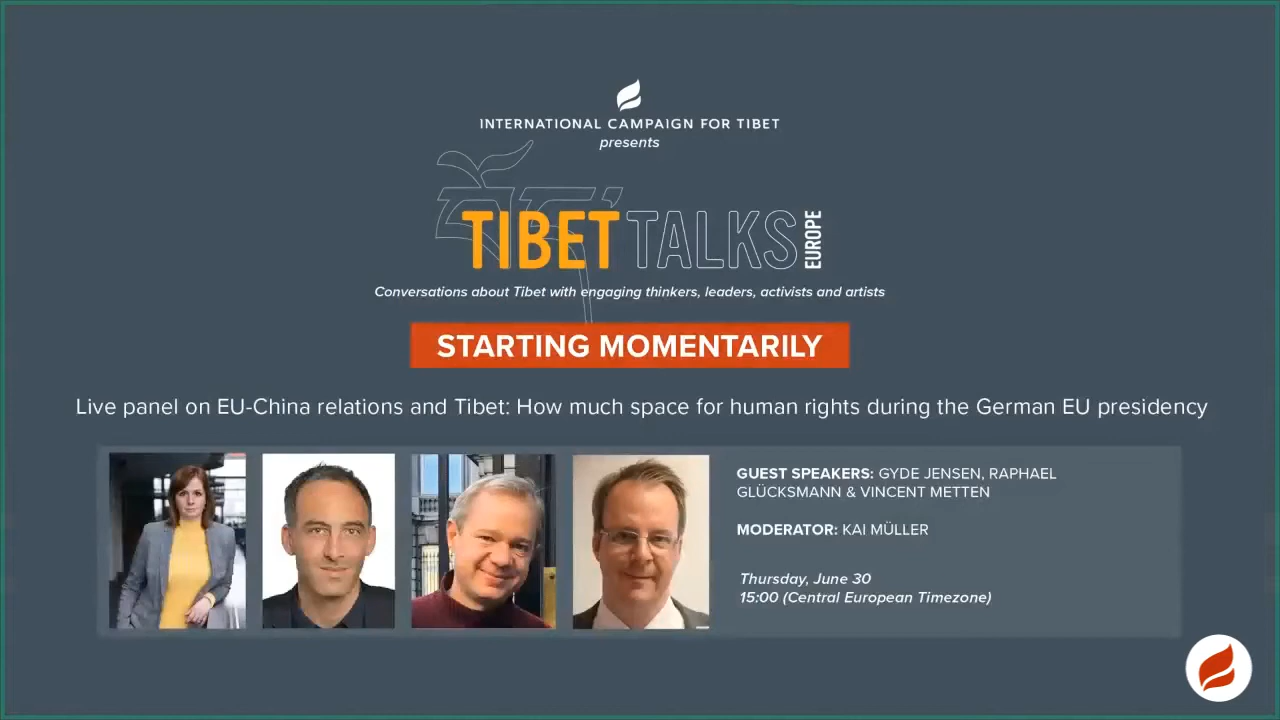 INTERNATIONAL CAMPAIGN FOR TIBET
presents
བོད་
TIBET TALKS EUROPE
Conversations about Tibet with engaging thinkers, leaders, activists and artists
STARTING MOMENTARILY
Live panel on EU-China relations and Tibet: How much space for human rights during the German EU presidency
GUEST SPEAKERS: GYDE JENSEN, RAPHAEL
GLÜCKSMANN & VINCENT METTEN
MODERATOR: KAI MÜLLER
Thursday, June 30
15:00 (Central European Timezone)